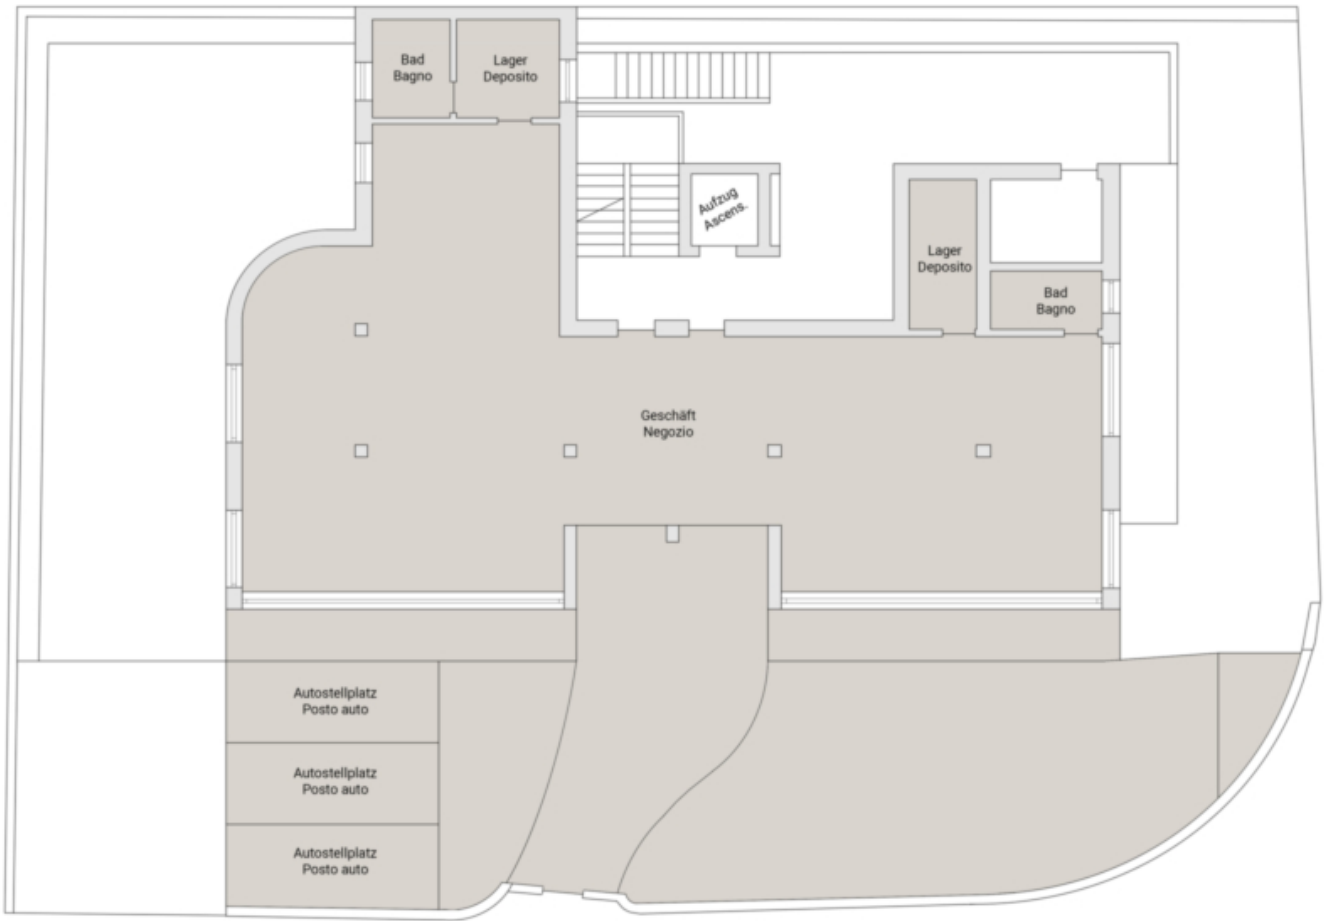 Bad
Bagno
Lager
Deposito
Aufzug
Ascens.
Lager
Deposito
Bad
Bagno
Geschäft
Negozio
Autostellplatz
Posto auto
Autostellplatz
Posto auto
Autostellplatz
Posto auto